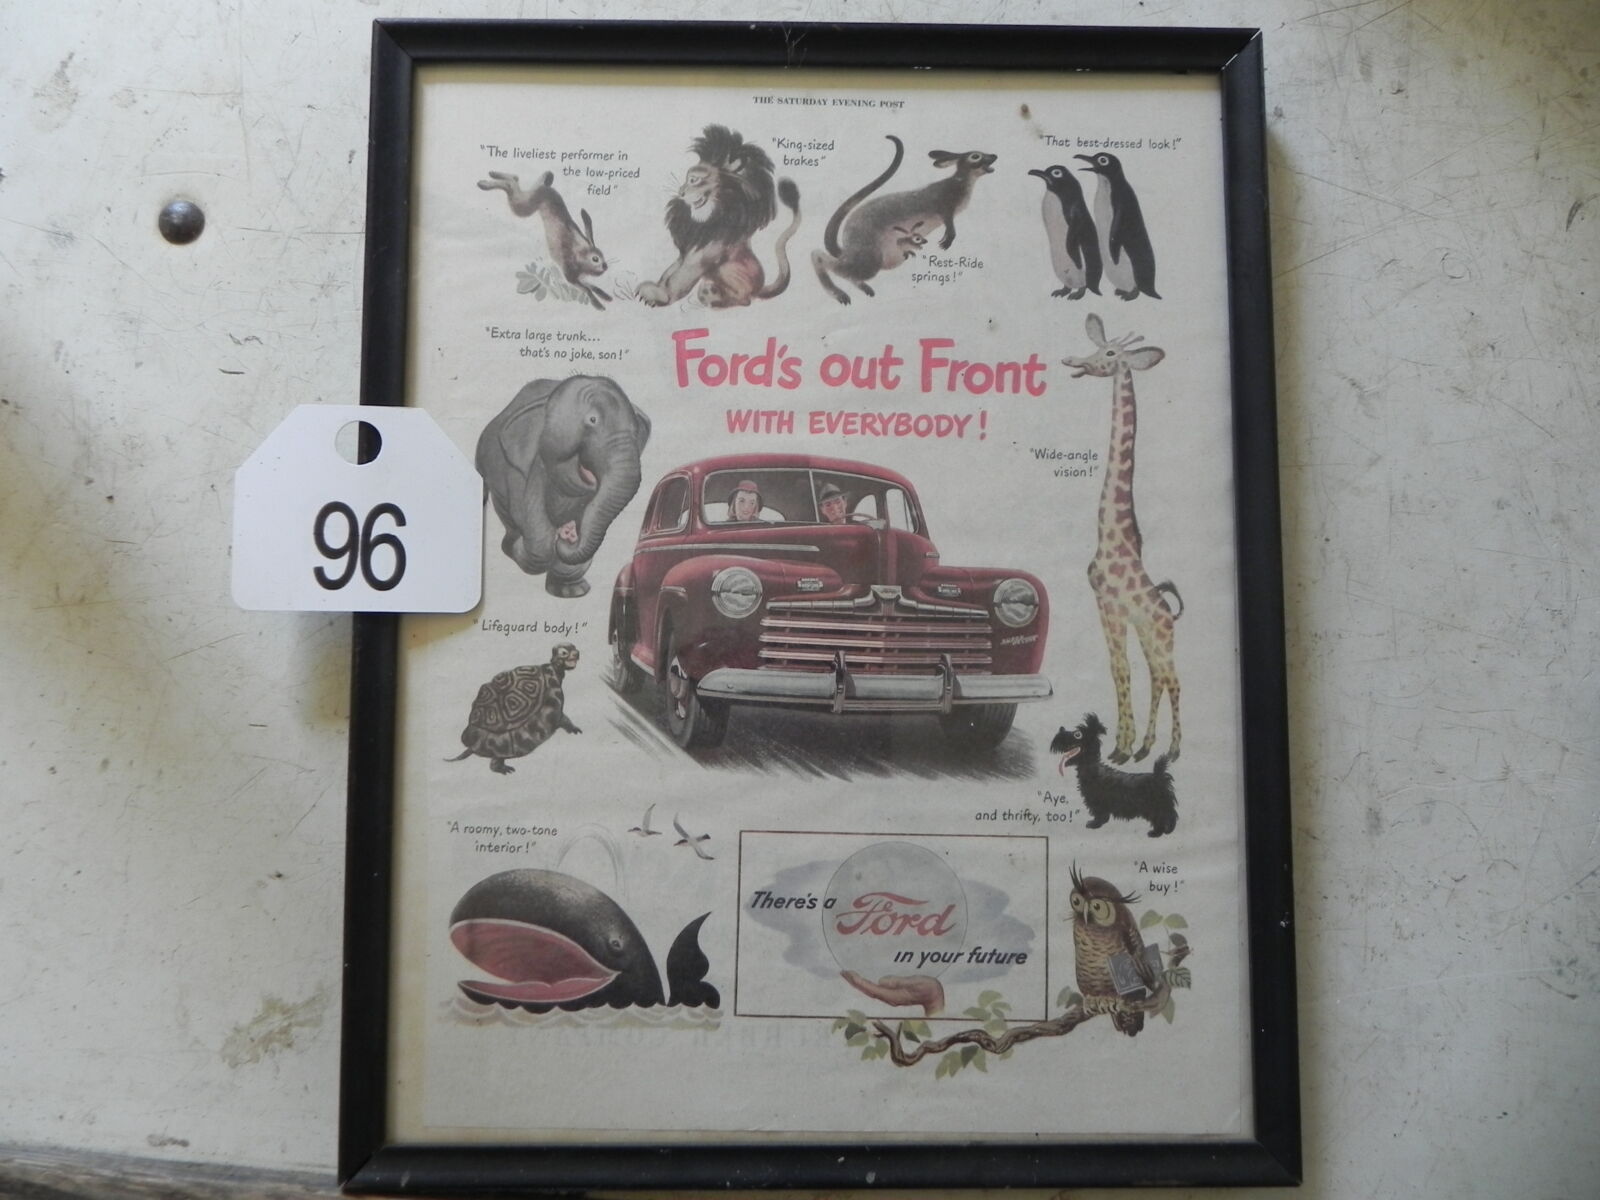 THE SATURDAY EVENING POST
"The liveliest performer in
the low-priced
field"
"King-sized
brakes"
"Rest-Ride
springs!"
"That best-dressed look!"
"Extra large trunk...
that's no joke, son!"
Ford's out Front
WITH EVERYBODY!
"Wide-angle
vision!"
96
"Lifeguard body!"
"Aye,
and thrifty, too!"
"A roomy, two-tone
interior!"
There's a
Ford
in your future
"A wise
buy!"